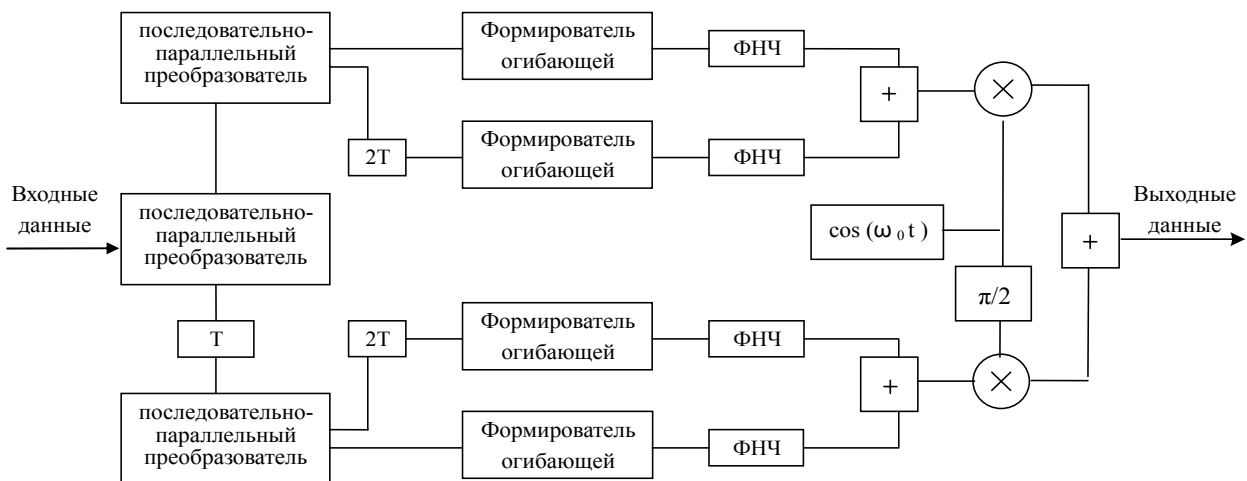 последовательно-
параллельный
преобразователь
Формирователь
огибающей
ФНЧ
+
2T
Формирователь
огибающей
ФНЧ
Входные
данные
последовательно-
параллельный
преобразователь
cos (ω₀t)
Выходные
данные
+
π/2
T
2T
Формирователь
огибающей
ФНЧ
+
последовательно-
параллельный
преобразователь
Формирователь
огибающей
ФНЧ